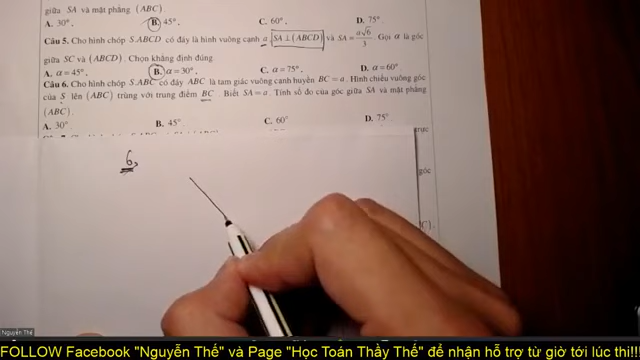 giữa SA và mặt phẳng (ABC).
A. 30°. B. 45°. C. 60°. D. 75°
Câu 5. Cho hình chóp S.ABCD có đáy là hình vuông cạnh a, SA ⊥ (ABCD) và SA = a√6/3. Gọi α là góc
giữa SC và (ABCD). Chọn khẳng định đúng
A. α = 45°. B. α = 30°. C. α = 75°. D. α = 60°.
Câu 6. Cho hình chóp S.ABC có đáy ABC là tam giác vuông cạnh huyền BC = a. Hình chiếu vuông góc
của S lên (ABC) trùng với trung điểm BC Biết SA = a. Tính số đo của góc giữa SA và mặt phẳng
(ABC).
A. 30° B. 45° C. 60° D. 75°
6,
góc
Nguyễn Thế
FOLLOW Facebook "Nguyễn Thế" và Page "Học Toán Thầy Thế" để nhận hỗ trợ từ giờ tới lúc thi!!